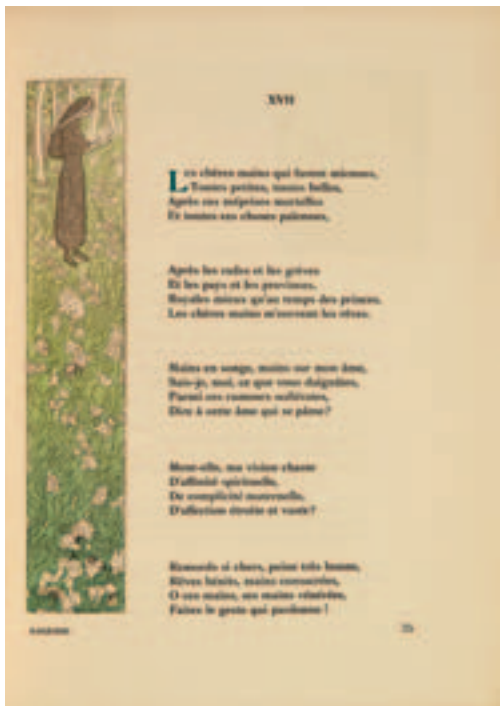 XVII
Les chères mains qui furent miennes,
Toutes petites, toutes belles,
Après ces méprises mortelles
Et toutes ces choses païennes,
Après les rades et les grèves
Et les pays et les provinces,
Royales mieux qu'au temps des princes,
Les chères mains m'ouvrent les rêves.
Mains en songe, mains sur mon âme,
Sais-je, moi, ce que vous daignâtes,
Parmi ces rumeurs scélérates,
Dire à cette âme qui se pâme?
Ment-elle, ma vision chaste
D'affinité spirituelle,
De complicité maternelle,
D'affection étroite et vaste?
Remords si chers, peine très bonne,
Rêves bénits, mains consacrées,
O ces mains, ses mains vénérées,
Faites le geste qui pardonne!